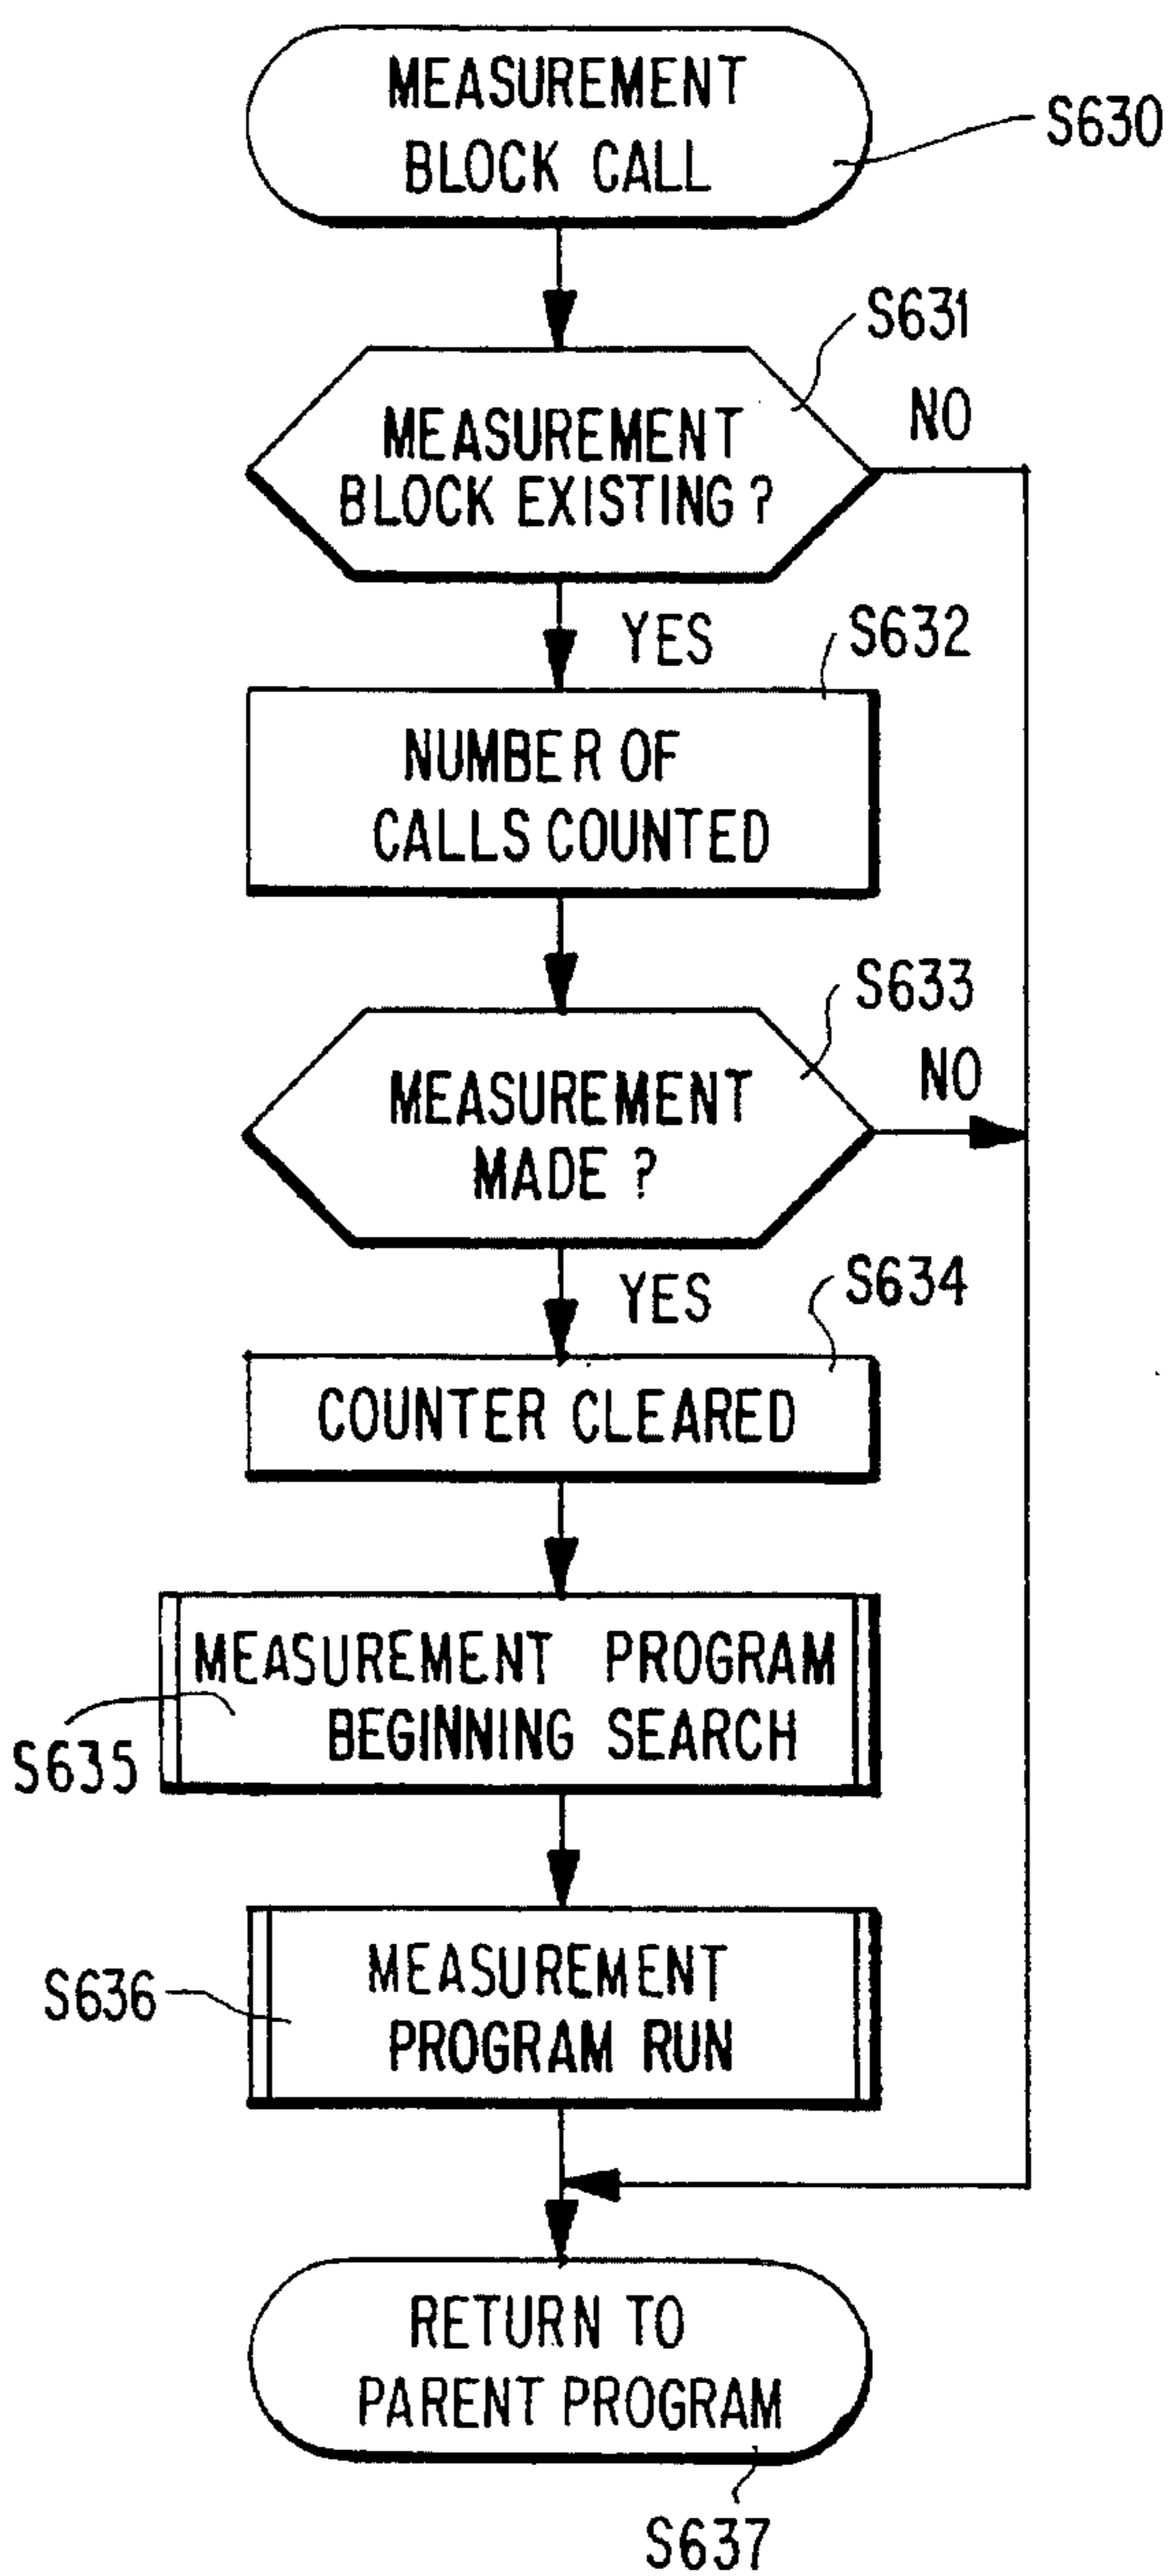 MEASUREMENT
BLOCK CALL
S630
S631
MEASUREMENT
BLOCK EXISTING ?
NO
YES
S632
NUMBER OF
CALLS COUNTED
S633
MEASUREMENT
MADE ?
NO
YES
S634
COUNTER CLEARED
MEASUREMENT PROGRAM
BEGINNING SEARCH
S635
MEASUREMENT
PROGRAM RUN
S636
RETURN TO
PARENT PROGRAM
S637